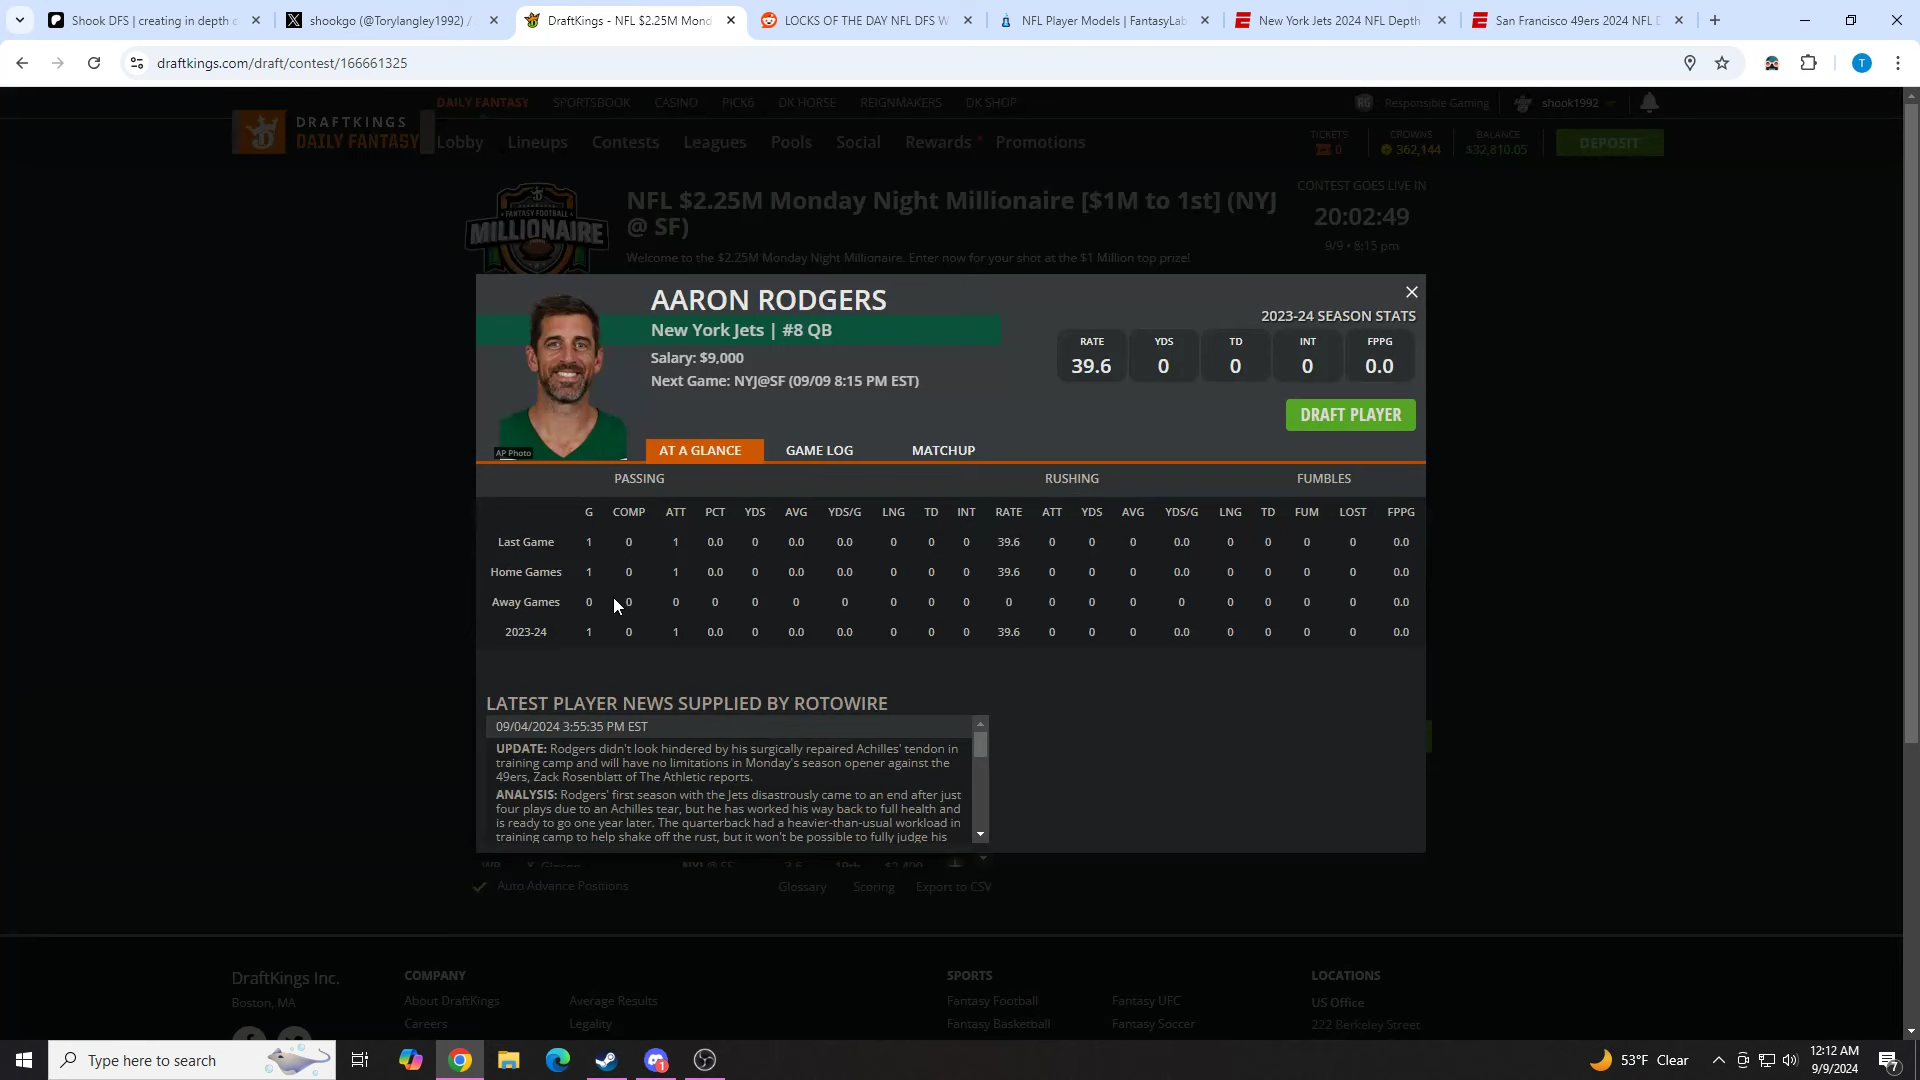 Shook DFS | creating in depth c
shookgo (@Torylangley1992) /
DraftKings - NFL $2.25M Mond
LOCKS OF THE DAY NFL DFS W
NFL Player Models | FantasyLab
New York Jets 2024 NFL Depth
San Francisco 49ers 2024 NFL D
draftkings.com/draft/contest/166661325
T
DAILY FANTASY SPORTSBOOK CASINO PICK6 DK HORSE REIGNMAKERS DK SHOP
RG Responsible Gaming shook1992
DRAFTKINGS
DAILY FANTASY
Lobby Lineups Contests Leagues Pools Social Rewards Promotions
TICKETS CROWNS BALANCE
0 362,144 $32,810.05
DEPOSIT
FANTASY FOOTBALL
MILLIONAIRE
NFL $2.25M Monday Night Millionaire [$1M to 1st] (NYJ
@ SF)
Welcome to the $2.25M Monday Night Millionaire. Enter now for your shot at the $1 Million top prize!
CONTEST GOES LIVE IN
20:02:49
9/9 • 8:15 pm
AARON RODGERS
New York Jets | #8 QB
Salary: $9,000
Next Game: NYJ@SF (09/09 8:15 PM EST)
AP Photo
2023-24 SEASON STATS
RATE YDS TD INT FPPG
39.6 0 0 0 0.0
DRAFT PLAYER
AT A GLANCE GAME LOG MATCHUP
PASSING RUSHING FUMBLES
G COMP ATT PCT YDS AVG YDS/G LNG TD INT RATE ATT YDS AVG YDS/G LNG TD FUM LOST FPPG
Last Game 1 0 1 0.0 0 0.0 0.0 0 0 0 39.6 0 0 0 0.0 0 0 0 0 0.0
Home Games 1 0 1 0.0 0 0.0 0.0 0 0 0 39.6 0 0 0 0.0 0 0 0 0 0.0
Away Games 0 0 0 0 0 0 0 0 0 0 0 0 0 0 0 0 0 0 0 0.0
2023-24 1 0 1 0.0 0 0.0 0.0 0 0 0 39.6 0 0 0 0.0 0 0 0 0 0.0
LATEST PLAYER NEWS SUPPLIED BY ROTOWIRE
09/04/2024 3:55:35 PM EST
UPDATE: Rodgers didn't look hindered by his surgically repaired Achilles' tendon in
training camp and will have no limitations in Monday's season opener against the
49ers, Zack Rosenblatt of The Athletic reports.
ANALYSIS: Rodgers' first season with the Jets disastrously came to an end after just
four plays due to an Achilles tear, but he has worked his way back to full health and
is ready to go one year later. The quarterback had a heavier-than-usual workload in
training camp to help shake off the rust, but it won't be possible to fully judge his
WR X. Gipson NYJ @ SF 3.6 19th $2,400
Auto Advance Positions Glossary Scoring Export to CSV
DraftKings Inc.
Boston, MA
COMPANY
About DraftKings Average Results
Careers Legality
SPORTS
Fantasy Football Fantasy UFC
Fantasy Basketball Fantasy Soccer
LOCATIONS
US Office
222 Berkeley Street
Type here to search
1
53°F Clear
12:12 AM
9/9/2024
7